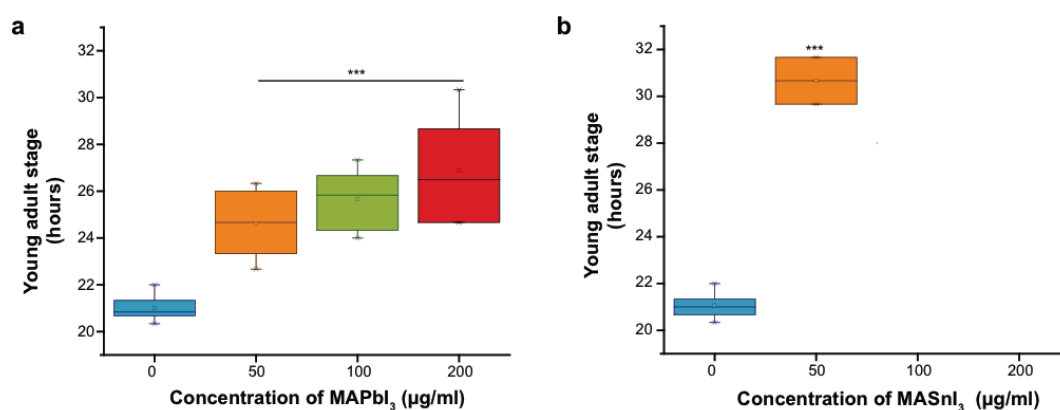 a
32
30
28
26
24
22
20
Young adult stage
(hours)
***
0 50 100 200
Concentration of MAPbI₃ (µg/ml)
b
32
30
28
26
24
22
20
Young adult stage
(hours)
***
0 50 100 200
Concentration of MASnI₃ (µg/ml)